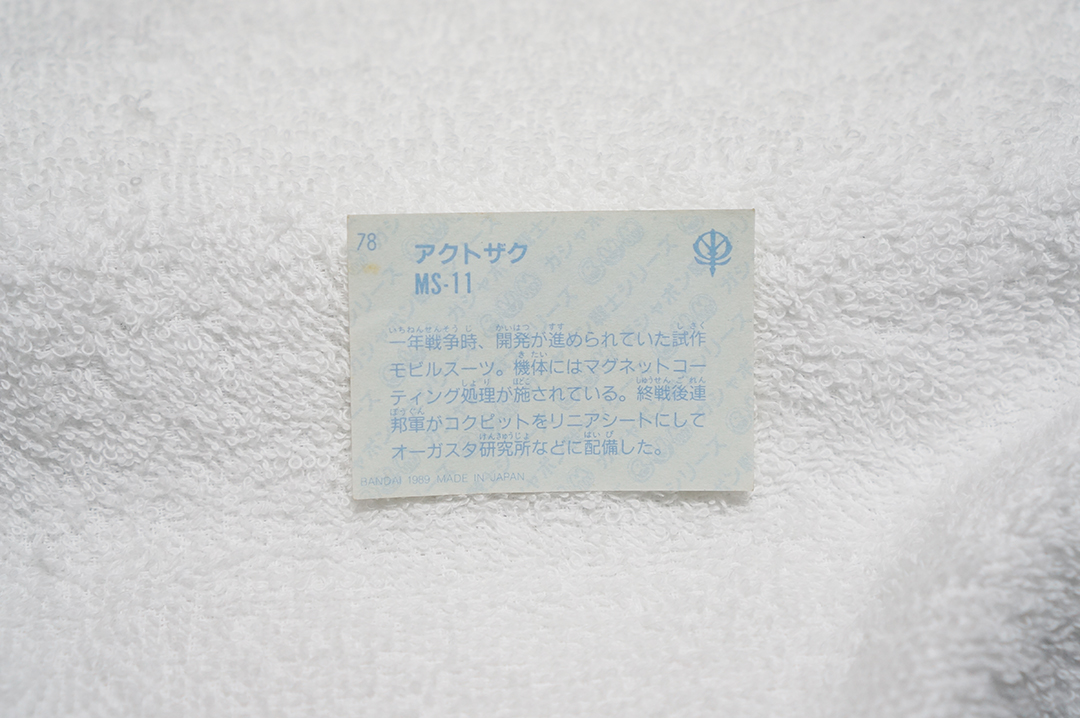 78
アクトザク
MS-11
一年戦争時、開発が進められていた試作
モビルスーツ。機体にはマグネットコー
ティング処理が施されている。終戦後連
邦軍がコクピットをリニアシートにして
オーガスタ研究所などに配備した。
BANDAI 1989 MADE IN JAPAN